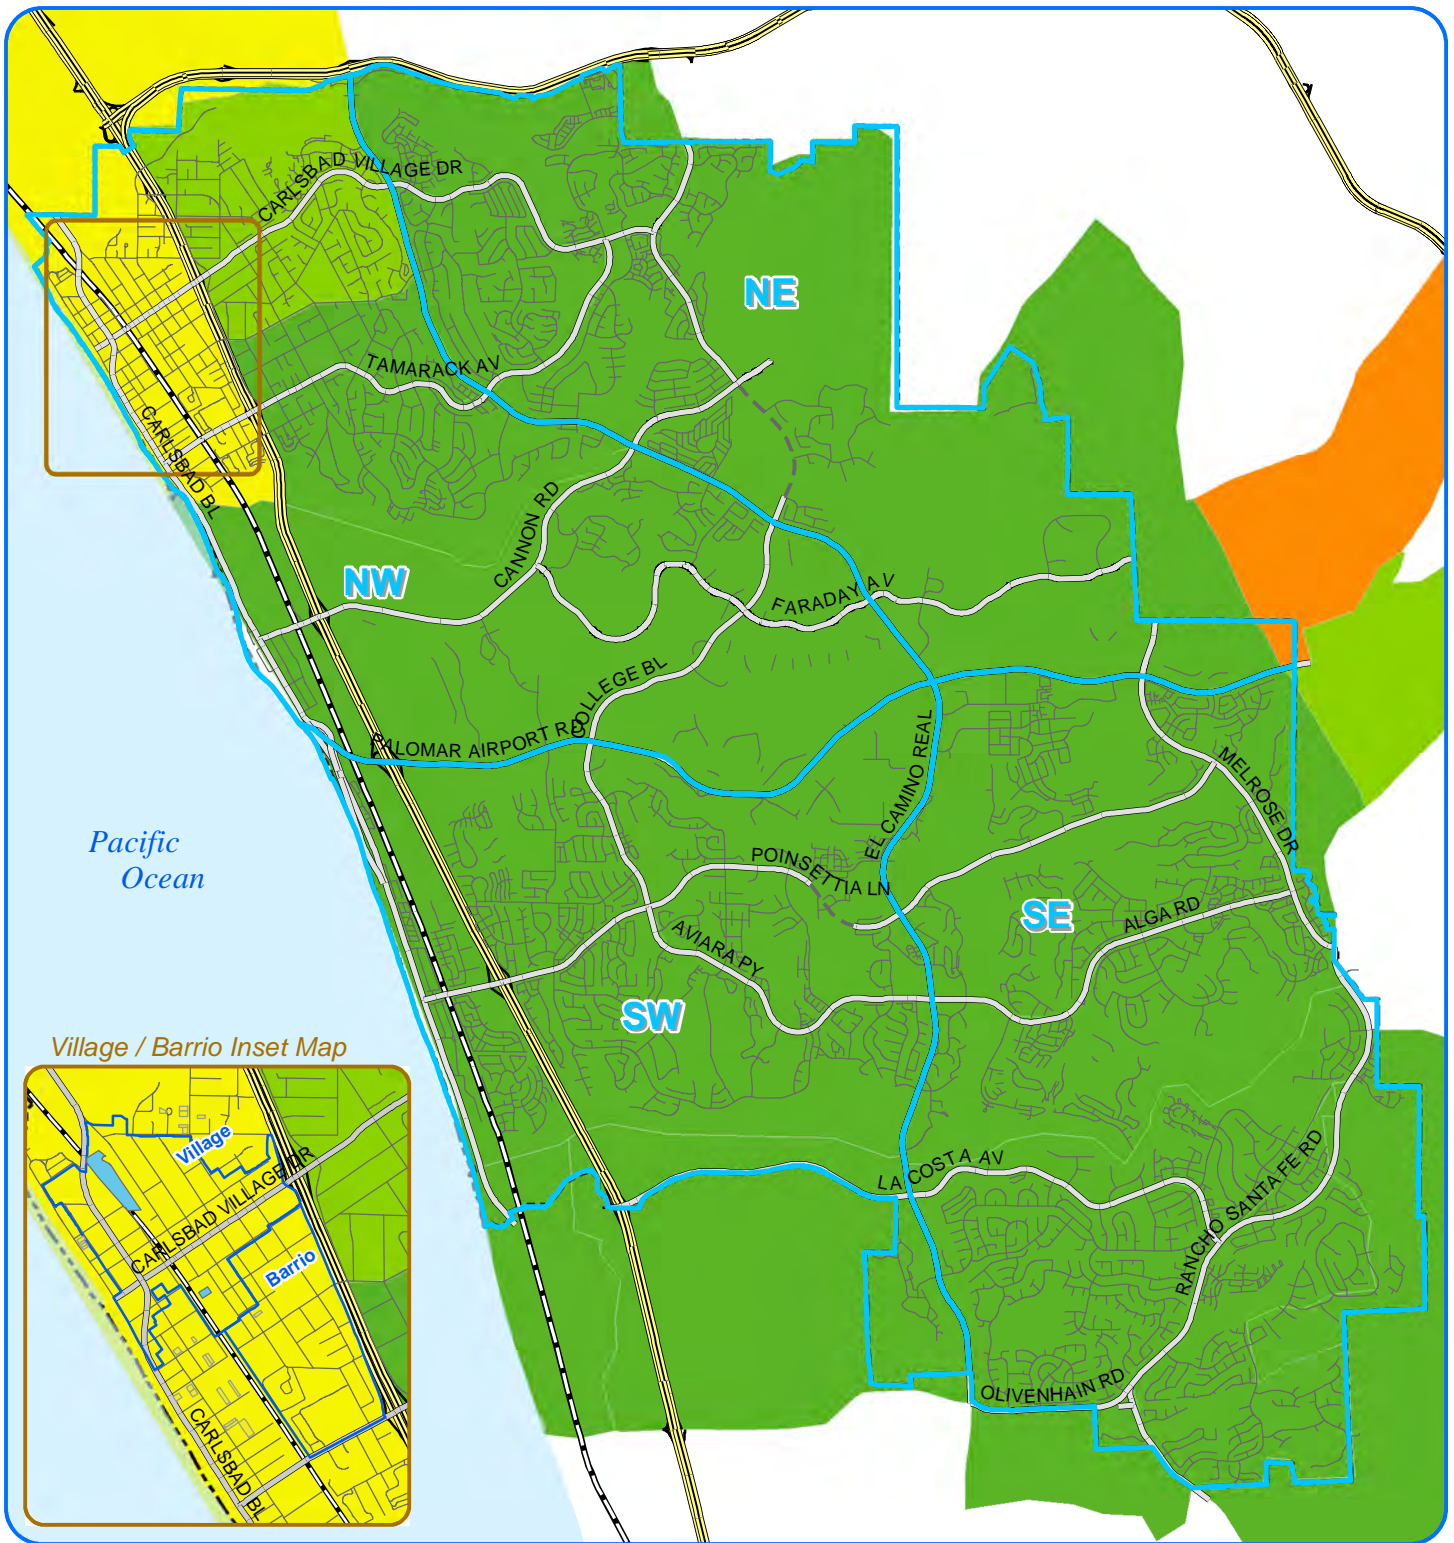 CARLSBAD VILLAGE DR
NE
TAMARACK AV
CARLSBAD BL
CANNON RD
NW
FARADAY AV
COLLEGE BL
PALOMAR AIRPORT RD
EL CAMINO REAL
MELROSE DR
Pacific
Ocean
POINSETTIA LN
SE
ALGA RD
AVIARA PY
SW
Village / Barrio Inset Map
LA COSTA AV
RANCHO SANTA FE RD
OLIVENHAIN RD
Village
CARLSBAD VILLAGE DR
Barrio
CARLSBAD BL